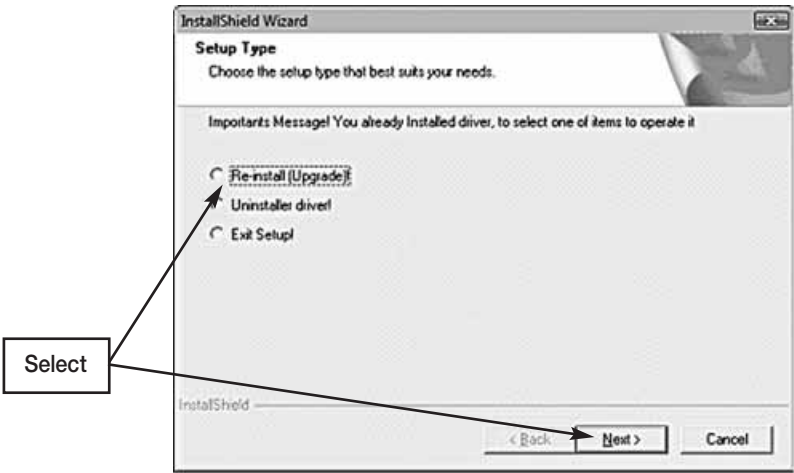 InstallShield Wizard
Setup Type
Choose the setup type that best suits your needs.
Importants Message! You already Installed driver, to select one of items to operate it
Re-install (Upgrade)!
Uninstaller driver!
Exit Setup!
Select
InstallShield
< Back
Next >
Cancel